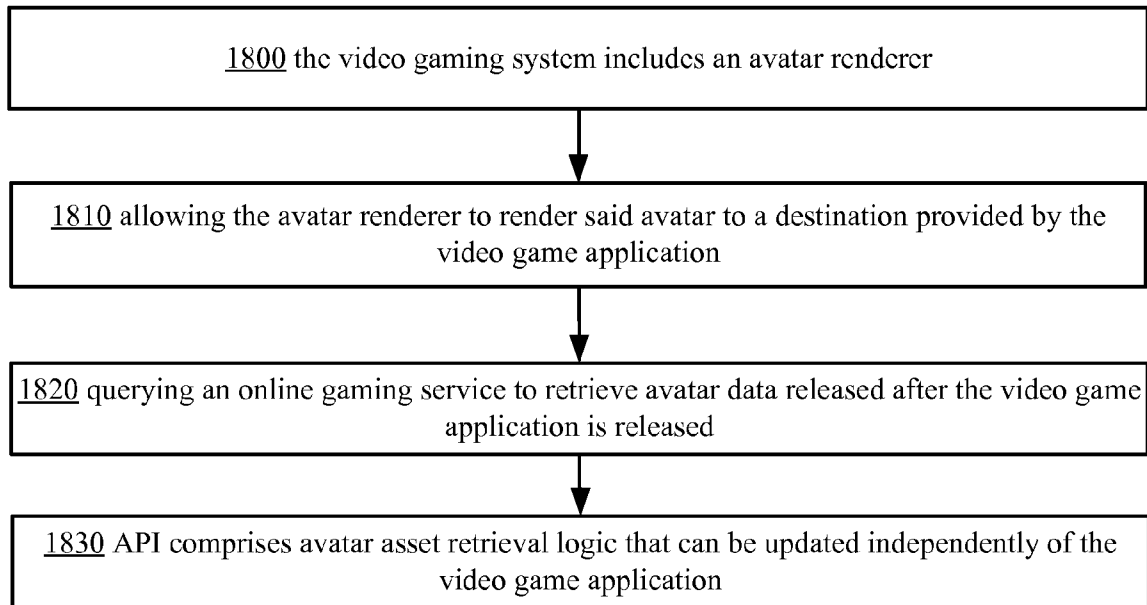 1800 the video gaming system includes an avatar renderer
1810 allowing the avatar renderer to render said avatar to a destination provided by the
video game application
1820 querying an online gaming service to retrieve avatar data released after the video game
application is released
1830 API comprises avatar asset retrieval logic that can be updated independently of the
video game application